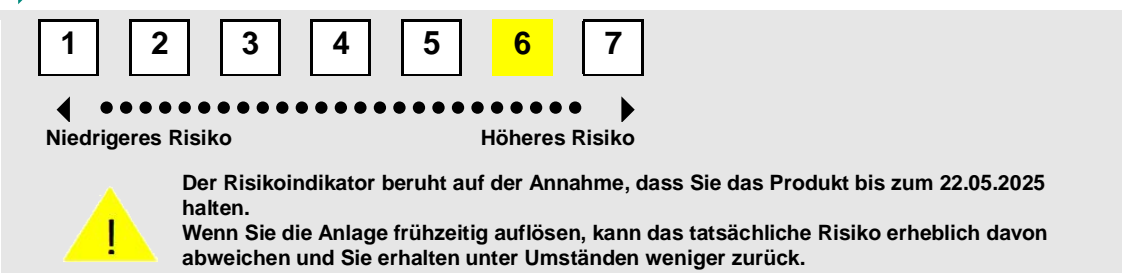 1 2 3 4 5 6 7
Niedrigeres Risiko Höheres Risiko
Der Risikoindikator beruht auf der Annahme, dass Sie das Produkt bis zum 22.05.2025
halten.
! Wenn Sie die Anlage frühzeitig auflösen, kann das tatsächliche Risiko erheblich davon
abweichen und Sie erhalten unter Umständen weniger zurück.